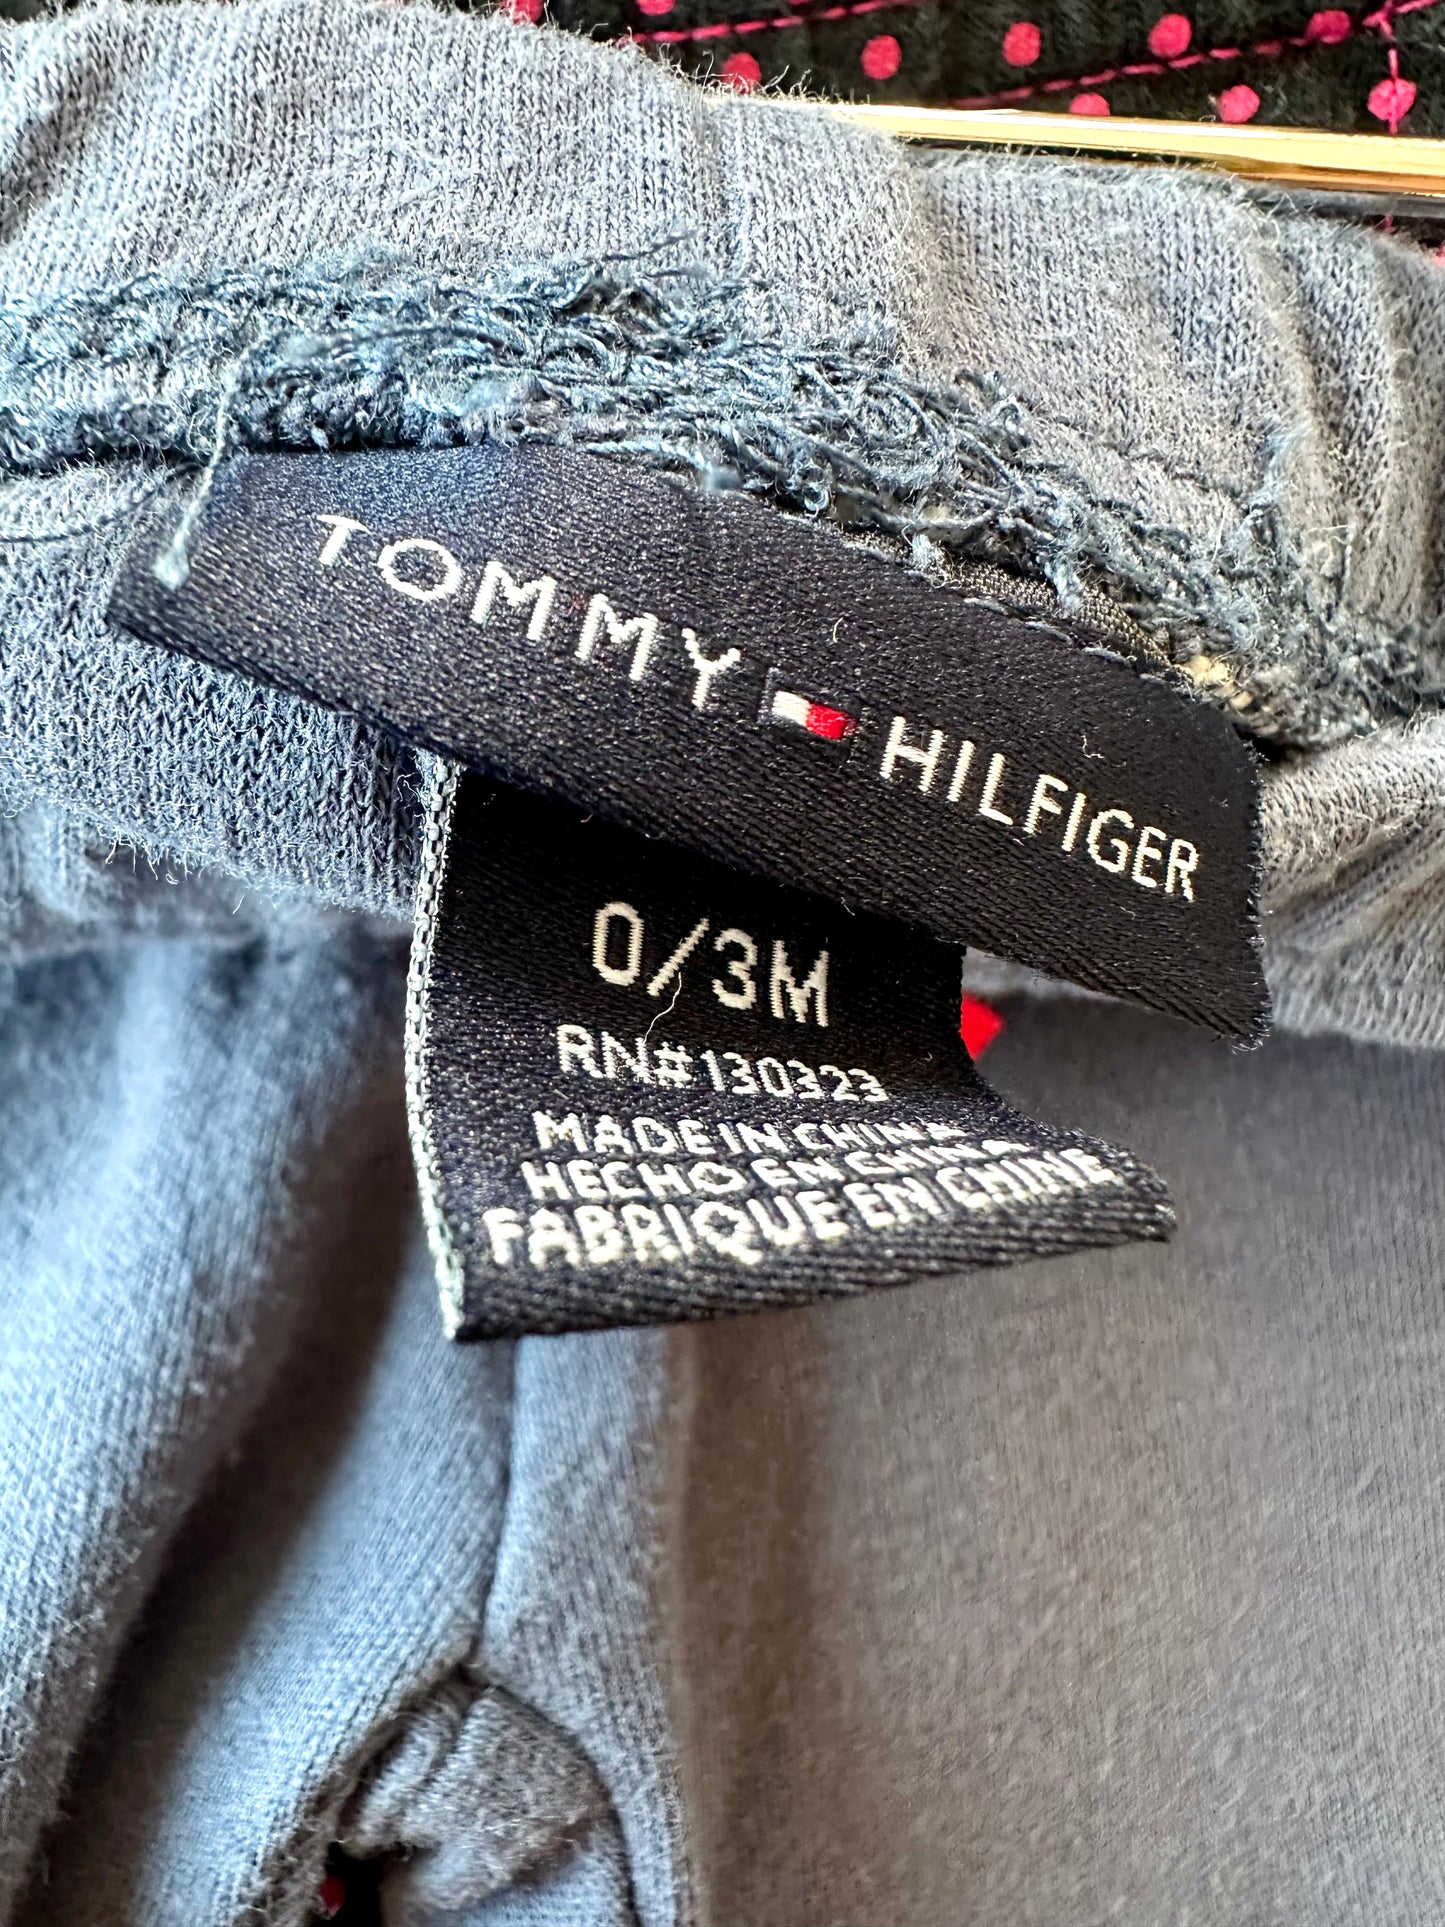 TOMMY HILFIGER
0/3M
RN#130323
MADE IN CHINA
HECHO EN CHINA
FABRIQUE EN CHINE